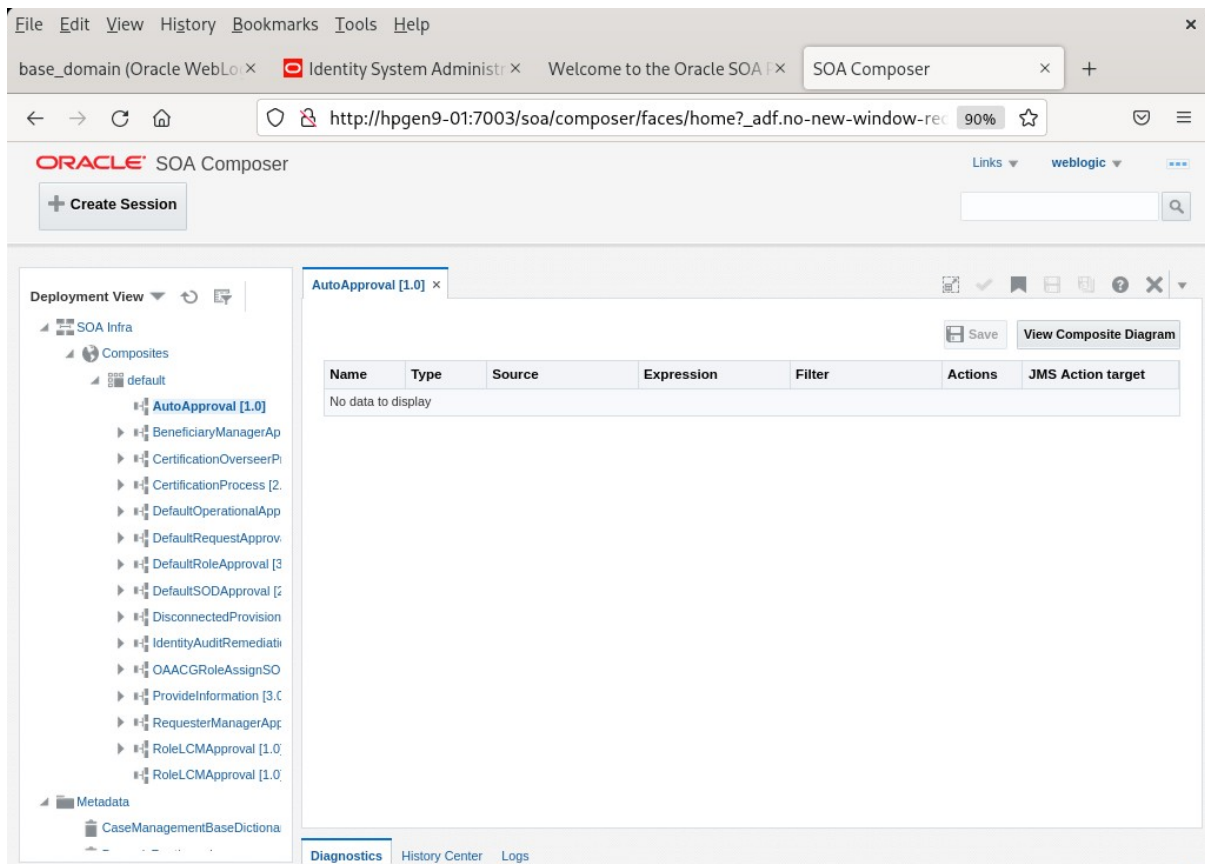 File Edit View History Bookmarks Tools Help
base_domain (Oracle WebLo
Identity System Administr
Welcome to the Oracle SOA
SOA Composer
http://hpgen9-01:7003/soa/composer/faces/home?_adf.no-new-window-red
90%
ORACLE SOA Composer
Links
weblogic
Create Session
Deployment View
SOA Infra
Composites
default
AutoApproval [1.0]
BeneficiaryManagerAp
CertificationOverseerPr
CertificationProcess [2.
DefaultOperationalApp
DefaultRequestApprov
DefaultRoleApproval [3
DefaultSODApproval [2
DisconnectedProvision
IdentityAuditRemediati
OAACGRoleAssignSO
ProvideInformation [3.0
RequesterManagerApp
RoleLCMApproval [1.0]
RoleLCMApproval [1.0]
Metadata
CaseManagementBaseDictiona
AutoApproval [1.0]
Save View Composite Diagram
Name Type Source Expression Filter Actions JMS Action target
No data to display
Diagnostics History Center Logs